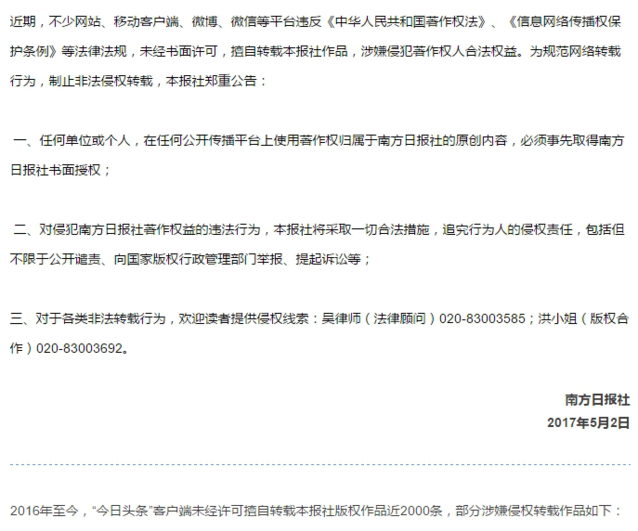 近期，不少网站、移动客户端、微博、微信等平台违反《中华人民共和国著作权法》、《信息网络传播权保
护条例》等法律法规，未经书面许可，擅自转载本报社作品，涉嫌侵犯著作权人合法权益。为规范网络转载
行为，制止非法侵权转载，本报社郑重公告：
一、任何单位或个人，在任何公开传播平台上使用著作权归属于南方日报社的原创内容，必须事先取得南方
日报社书面授权；
二、对侵犯南方日报社著作权益的违法行为，本报社将采取一切合法措施，追究行为人的侵权责任，包括但
不限于公开谴责、向国家版权行政管理部门举报、提起诉讼等；
三、对于各类非法转载行为，欢迎读者提供侵权线索：吴律师（法律顾问）020-83003585；洪小姐（版权合
作）020-83003692。
南方日报社
2017年5月2日
2016年至今，“今日头条”客户端未经许可擅自转载本报社版权作品近2000条，部分涉嫌侵权转载作品如下：